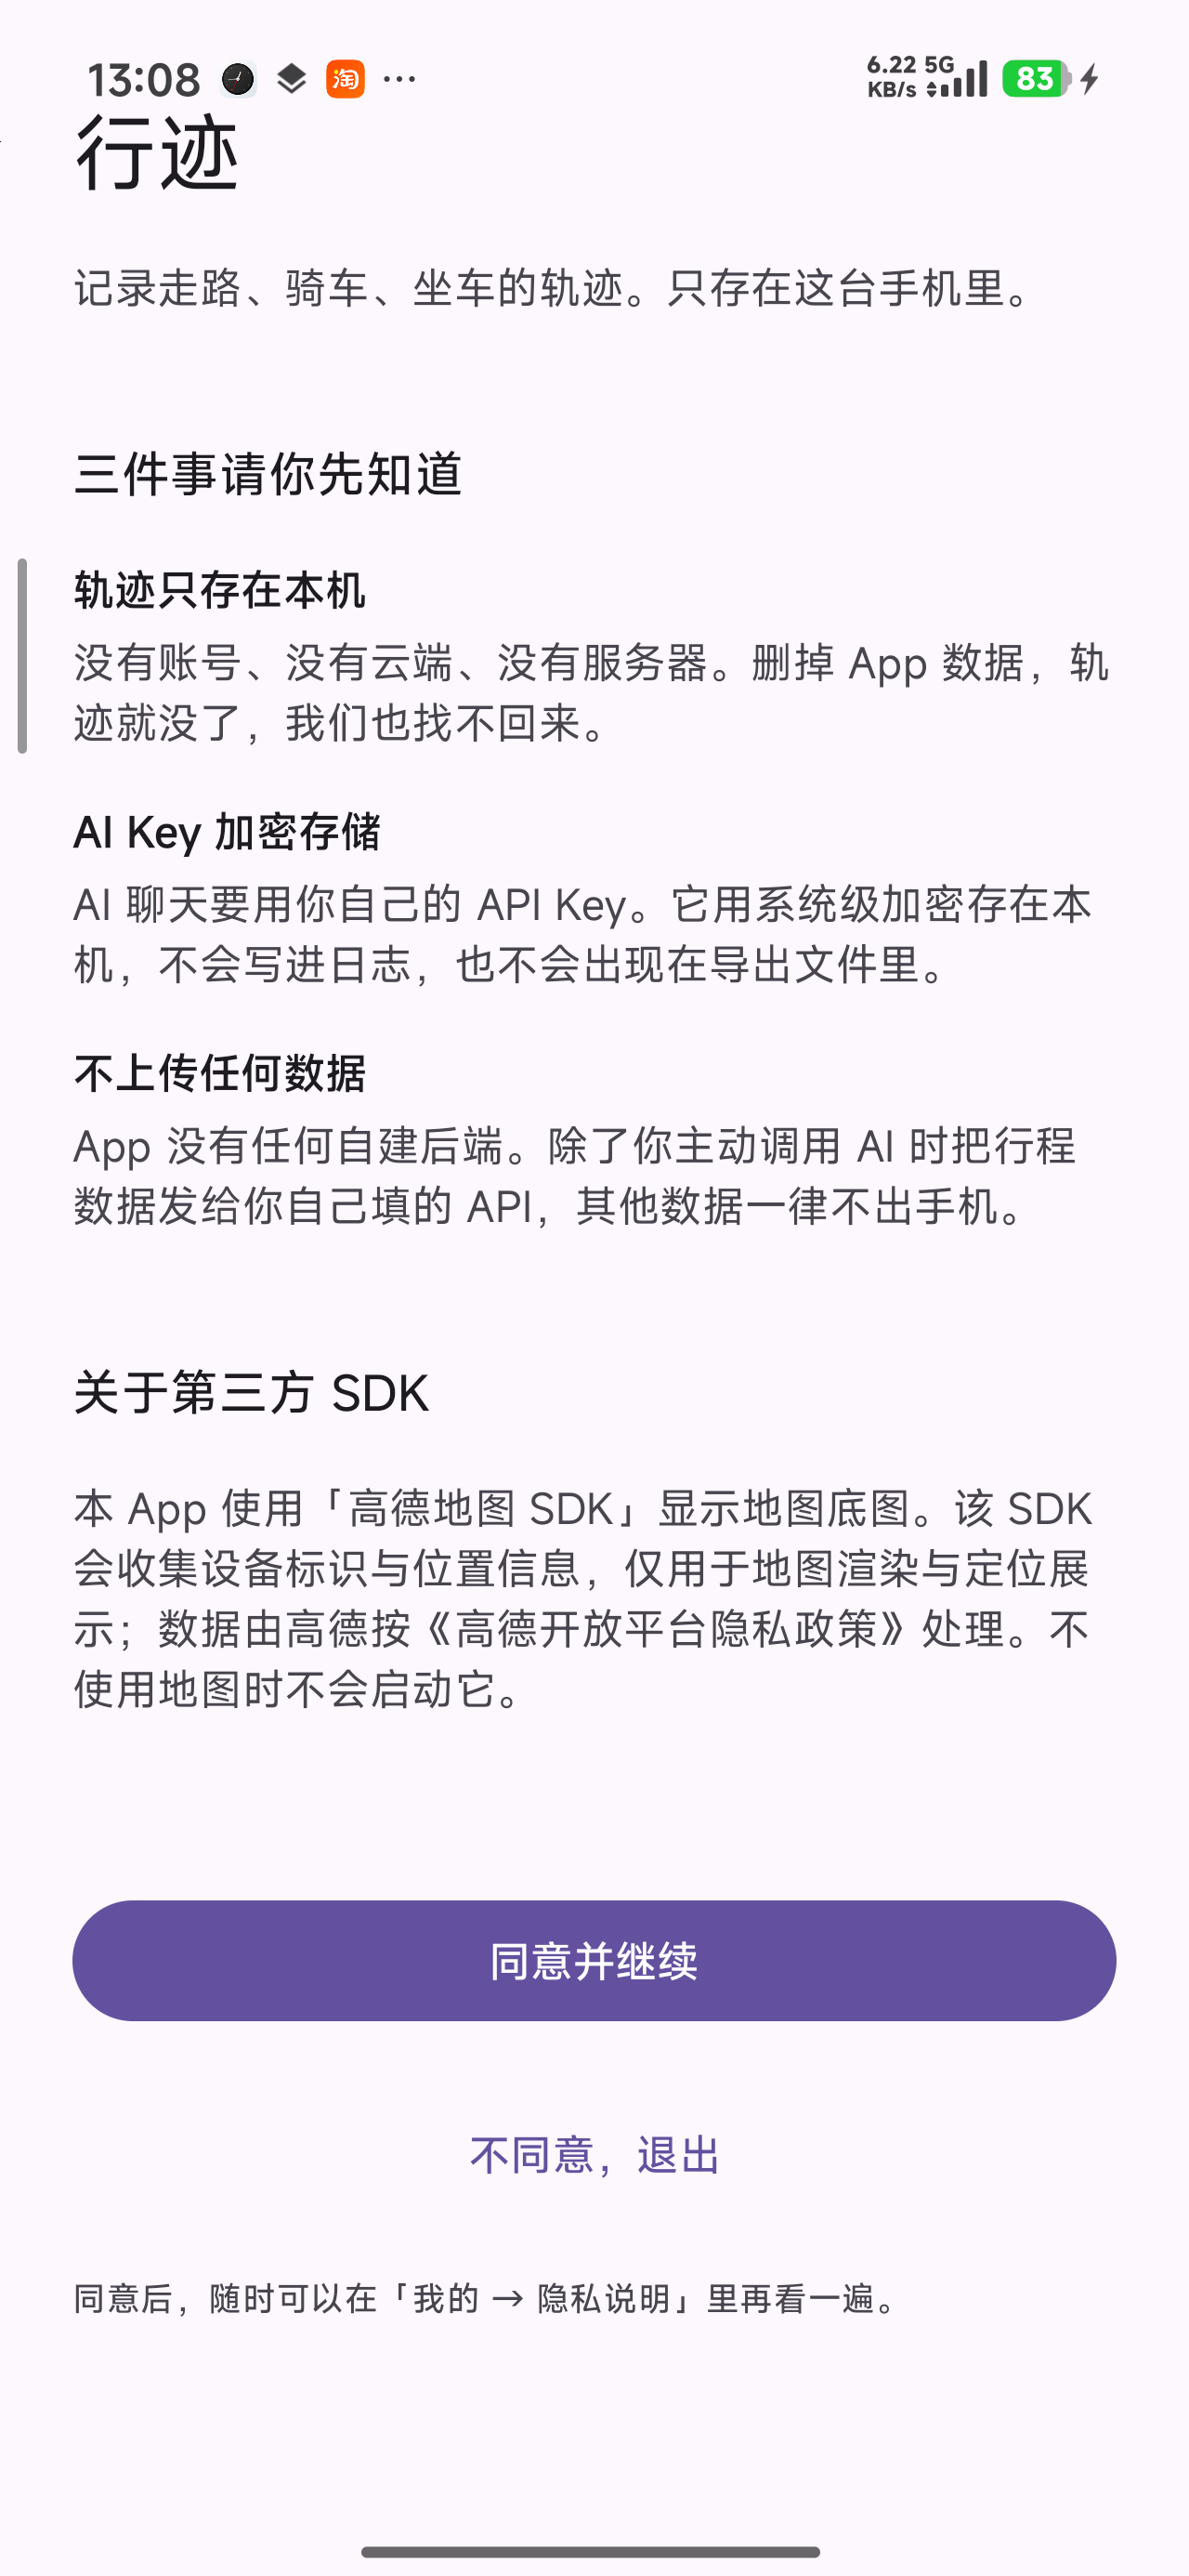 13:08 淘 ... 6.22 KB/s 5G 83
行迹
记录走路、骑车、坐车的轨迹。只存在这台手机里。
三件事请你先知道
轨迹只存在本机
没有账号、没有云端、没有服务器。删掉 App 数据，轨
迹就没了，我们也找不回来。
AI Key 加密存储
AI 聊天要用你自己的 API Key。它用系统级加密存在本
机，不会写进日志，也不会出现在导出文件里。
不上传任何数据
App 没有任何自建后端。除了你主动调用 AI 时把行程
数据发给你自己填的 API，其他数据一律不出手机。
关于第三方 SDK
本 App 使用「高德地图 SDK」显示地图底图。该 SDK
会收集设备标识与位置信息，仅用于地图渲染与定位展
示；数据由高德按《高德开放平台隐私政策》处理。不
使用地图时不会启动它。
同意并继续
不同意，退出
同意后，随时可以在「我的 → 隐私说明」里再看一遍。